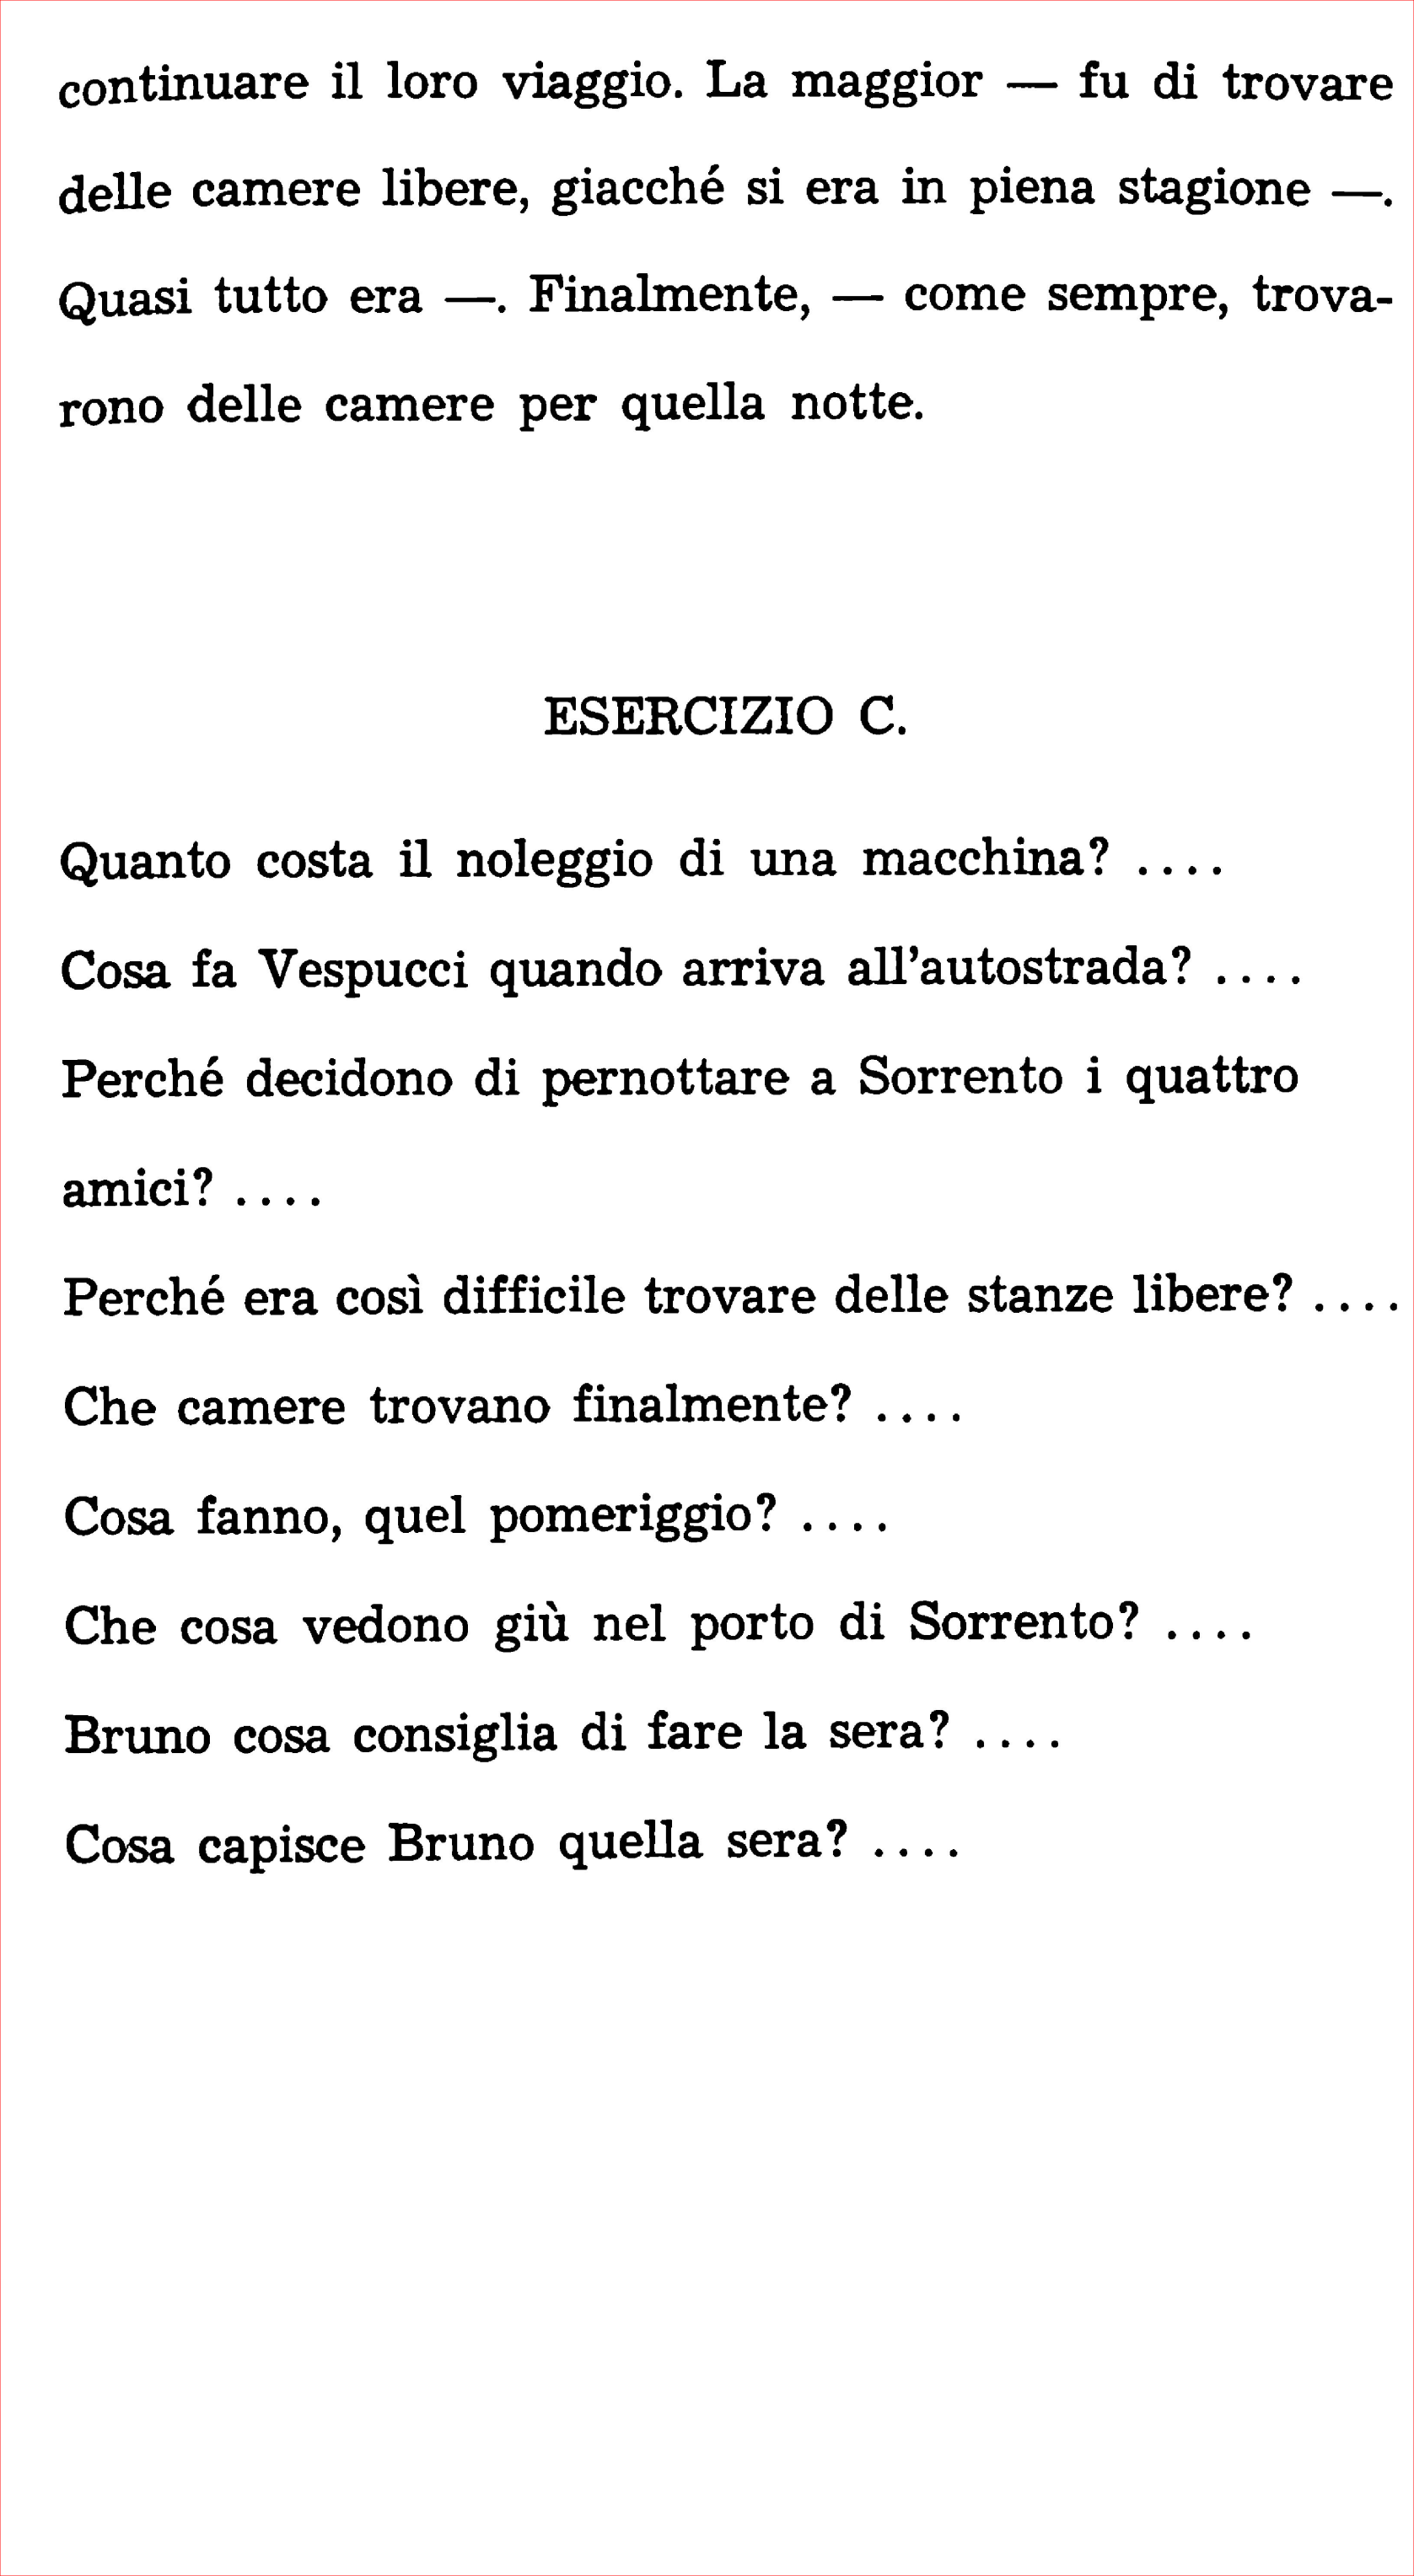 continuare il loro viaggio. La maggior — fu di trovare
delle camere libere, giacché si era in piena stagione —.
Quasi tutto era —. Finalmente, — come sempre, trova-
rono delle camere per quella notte.
ESERCIZIO C.
Quanto costa il noleggio di una macchina? ....
Cosa fa Vespucci quando arriva all'autostrada? ....
Perché decidono di pernottare a Sorrento i quattro
amici? ....
Perché era così difficile trovare delle stanze libere? ....
Che camere trovano finalmente? ....
Cosa fanno, quel pomeriggio? ....
Che cosa vedono giù nel porto di Sorrento? ....
Bruno cosa consiglia di fare la sera? ....
Cosa capisce Bruno quella sera? ....